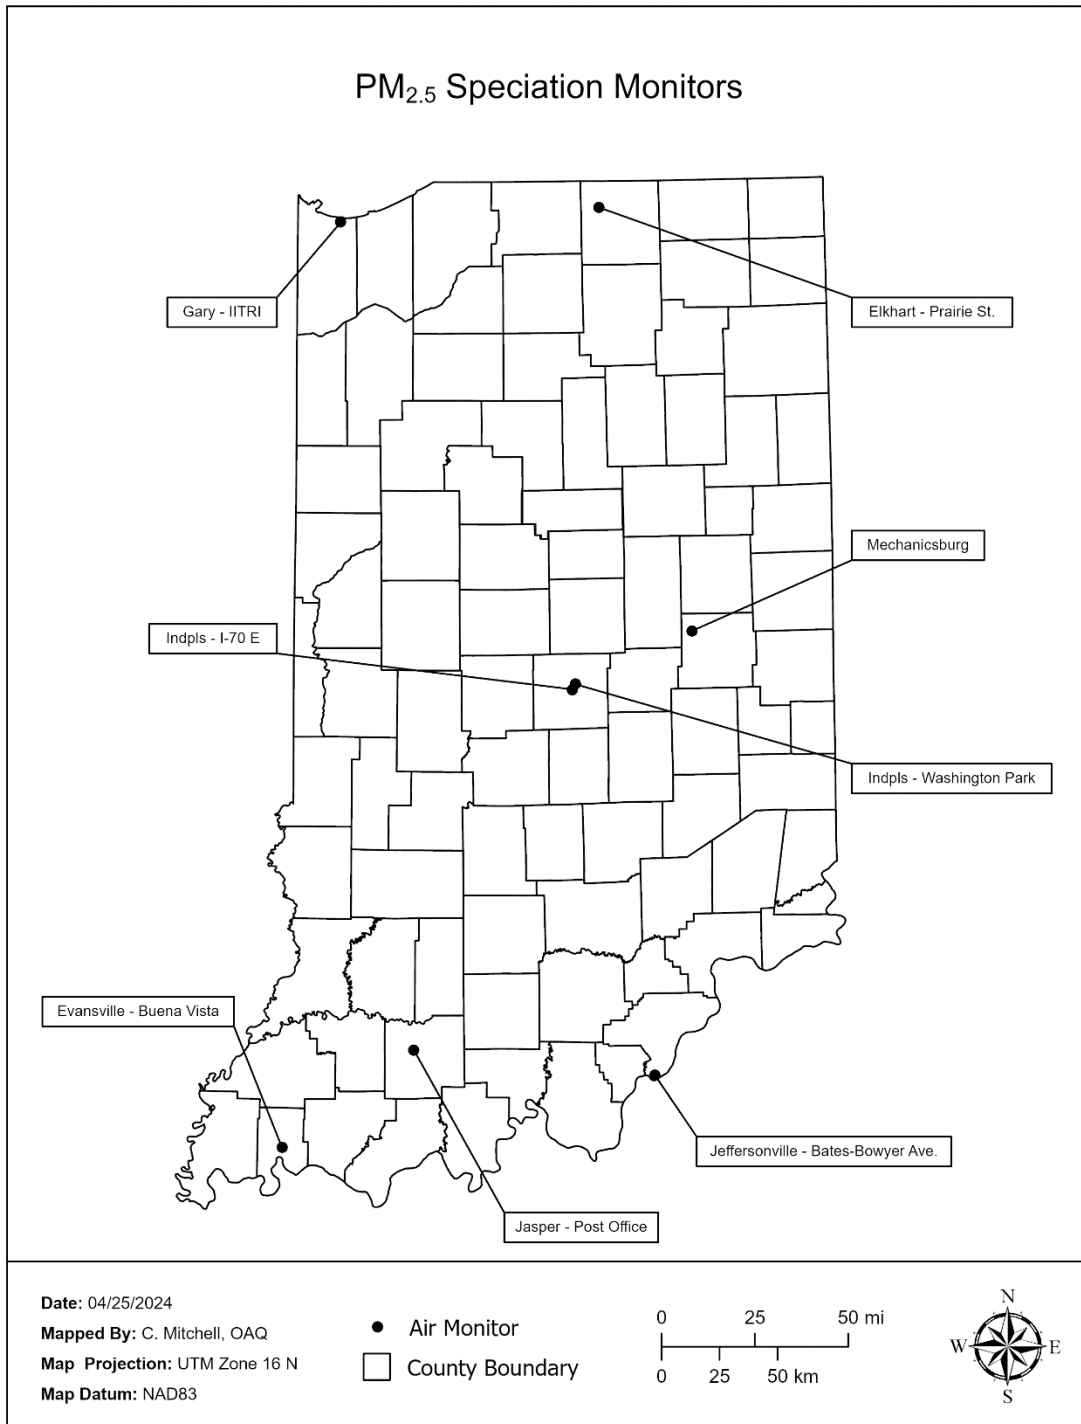 PM2.5 Speciation Monitors
Gary - IITRI
Elkhart - Prairie St.
Mechanicsburg
Indpls - I-70 E
Indpls - Washington Park
Evansville - Buena Vista
Jeffersonville - Bates-Bowyer Ave.
Jasper - Post Office
Date: 04/25/2024
Mapped By: C. Mitchell, OAQ
Map Projection: UTM Zone 16 N
Map Datum: NAD83
Air Monitor
County Boundary
0 25 50 mi
0 25 50 km
N
W E
S